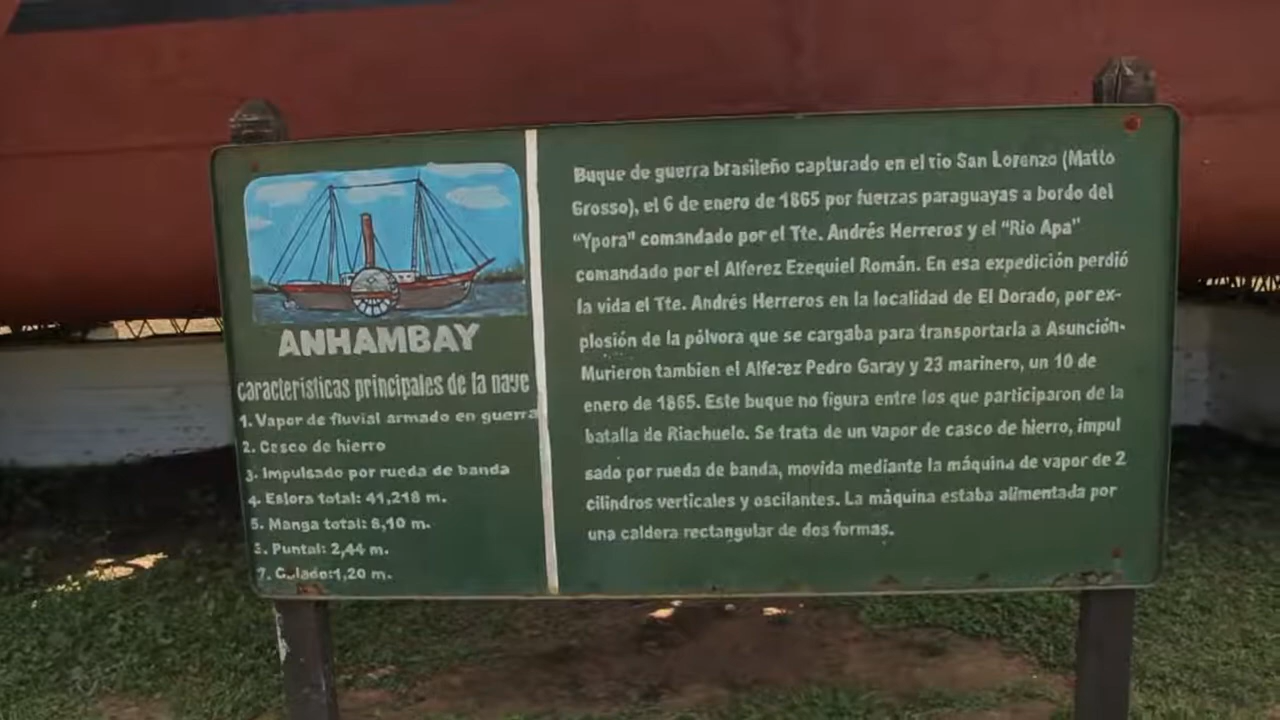 ANHAMBAY
características principales de la nave
1. Vapor de fluvial armado en guerra
2. Casco de hierro
3. Impulsado por rueda de banda
4. Eslora total: 41,218 m.
5. Manga total: 8,10 m.
6. Puntal: 2,44 m.
7. Calado:1,20 m.
Buque de guerra brasileño capturado en el río San Lorenzo (Matto
Grosso), el 6 de enero de 1865 por fuerzas paraguayas a bordo del
"Ypora" comandado por el Tte. Andrés Herreros y el "Rio Apa"
comandado por el Alferez Ezequiel Román. En esa expedición perdió
la vida el Tte. Andrés Herreros en la localidad de El Dorado, por ex-
plosión de la pólvora que se cargaba para transportarla a Asunción.
Murieron tambien el Alferez Pedro Garay y 23 marinero, un 10 de
enero de 1865. Este buque no figura entre los que participaron de la
batalla de Riachuelo. Se trata de un vapor de casco de hierro, impul
sado por rueda de banda, movida mediante la máquina de vapor de 2
cilindros verticales y oscilantes. La máquina estaba alimentada por
una caldera rectangular de dos formas.